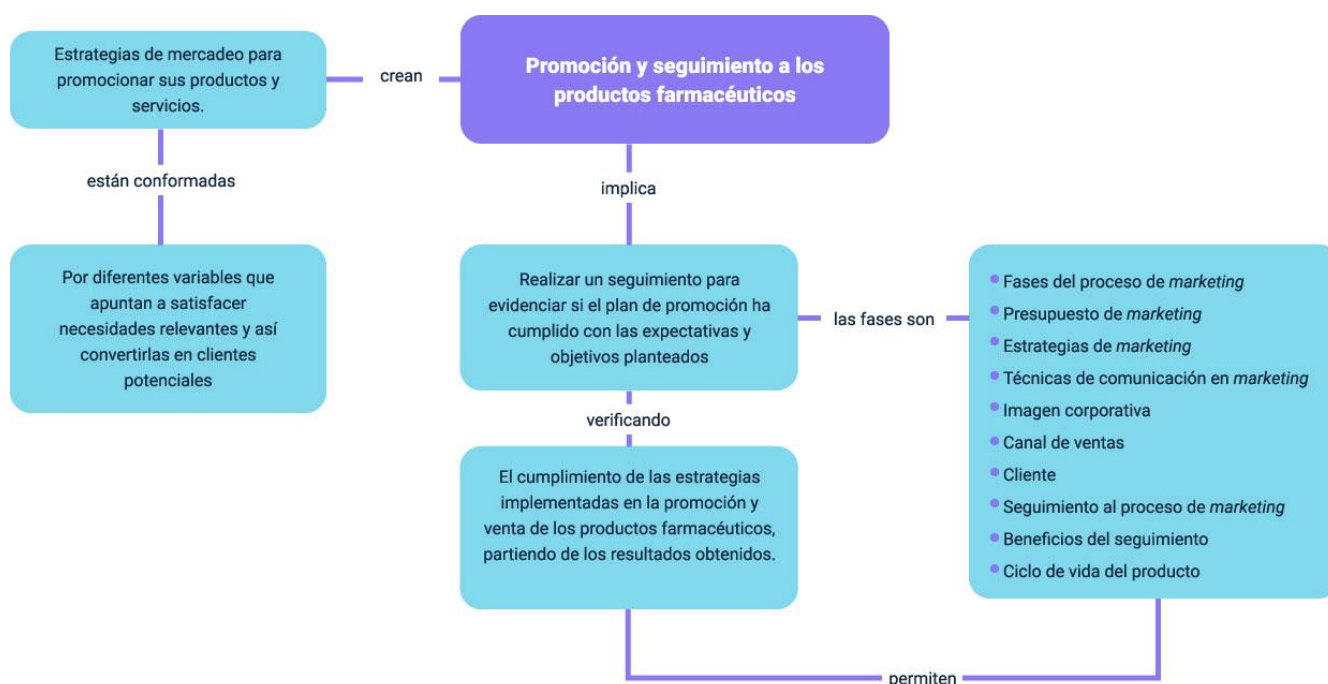 Promoción y seguimiento a los
productos farmacéuticos
crean
Estrategias de mercadeo para
promocionar sus productos y
servicios.
están conformadas
Por diferentes variables que
apuntan a satisfacer
necesidades relevantes y así
convertirlas en clientes
potenciales
implica
Realizar un seguimiento para
evidenciar si el plan de promoción ha
cumplido con las expectativas y
objetivos planteados
las fases son
Fases del proceso de marketing
Presupuesto de marketing
Estrategias de marketing
Técnicas de comunicación en marketing
Imagen corporativa
Canal de ventas
Cliente
Seguimiento al proceso de marketing
Beneficios del seguimiento
Ciclo de vida del producto
verificando
El cumplimiento de las estrategias
implementadas en la promoción y
venta de los productos farmacéuticos,
partiendo de los resultados obtenidos.
permiten